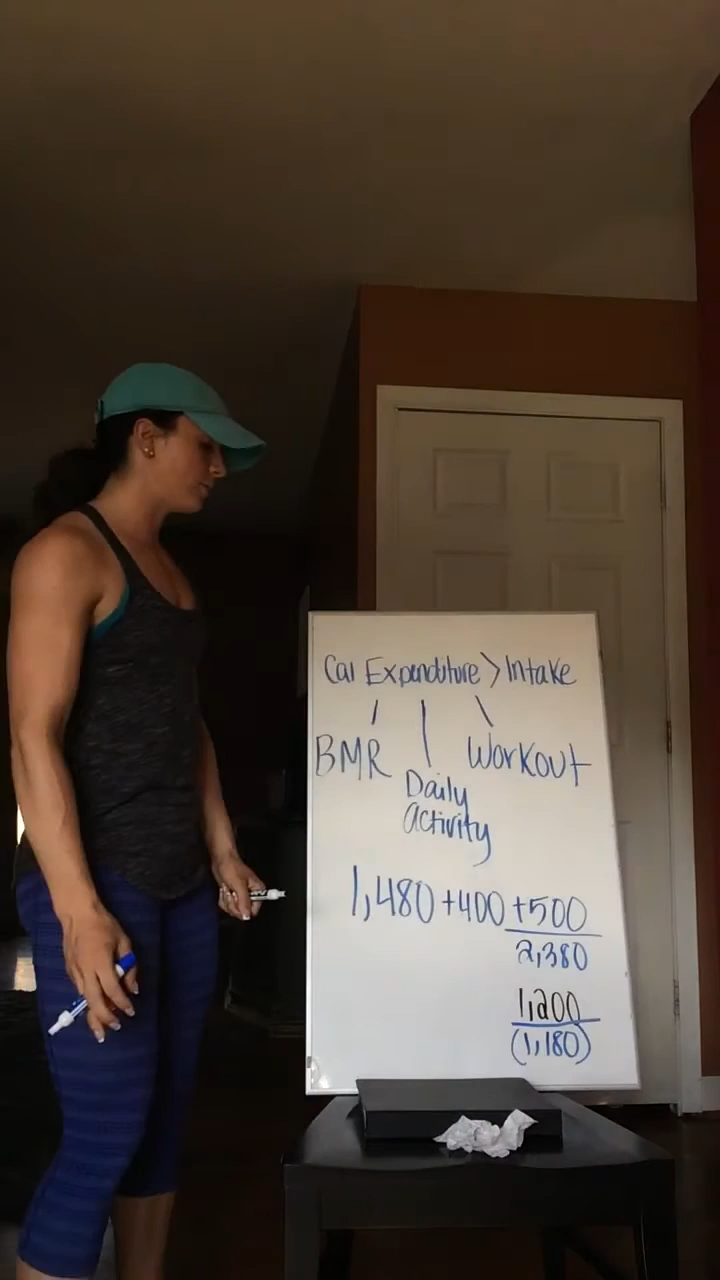 Cal Expenditure > Intake
BMR
Daily
Activity
Workout
1,480 + 400 + 500
2,380
1,200
(1,180)